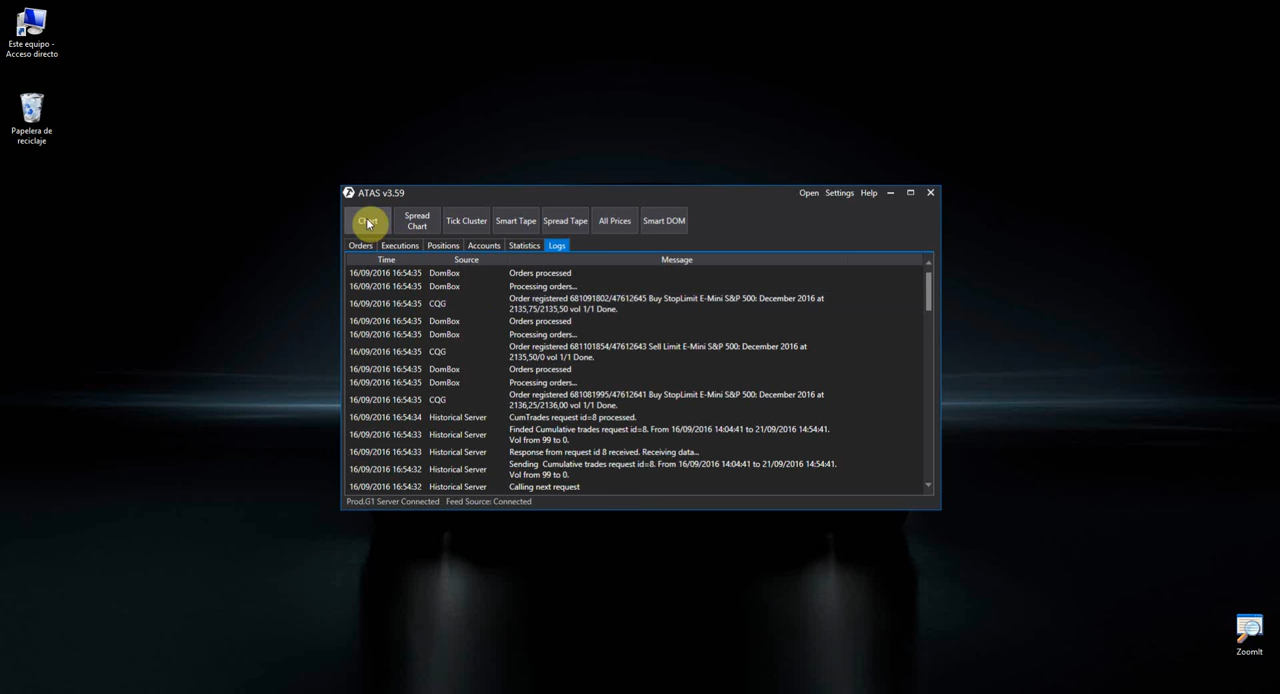 Este equipo -
Acceso directo
Papelera de
reciclaje
ATAS v3.59
Open Settings Help
Chart Spread Chart Tick Cluster Smart Tape Spread Tape All Prices Smart DOM
Orders Executions Positions Accounts Statistics Logs
Time Source Message
16/09/2016 16:54:35 DomBox Orders processed
16/09/2016 16:54:35 DomBox Processing orders...
16/09/2016 16:54:35 CQG Order registered 681091802/47612645 Buy StopLimit E-Mini S&P 500: December 2016 at
2135,75/2135,50 vol 1/1 Done.
16/09/2016 16:54:35 DomBox Orders processed
16/09/2016 16:54:35 DomBox Processing orders...
16/09/2016 16:54:35 CQG Order registered 681101854/47612643 Sell Limit E-Mini S&P 500: December 2016 at
2135,50/0 vol 1/1 Done.
16/09/2016 16:54:35 DomBox Orders processed
16/09/2016 16:54:35 DomBox Processing orders...
16/09/2016 16:54:35 CQG Order registered 681081995/47612641 Buy StopLimit E-Mini S&P 500: December 2016 at
2136,25/2136,00 vol 1/1 Done.
16/09/2016 16:54:34 Historical Server CumTrades request id=8 processed.
16/09/2016 16:54:33 Historical Server Finded Cumulative trades request id=8. From 16/09/2016 14:04:41 to 21/09/2016 14:54:41.
Vol from 99 to 0.
16/09/2016 16:54:33 Historical Server Response from request id 8 received. Receiving data...
16/09/2016 16:54:32 Historical Server Sending Cumulative trades request id=8. From 16/09/2016 14:04:41 to 21/09/2016 14:54:41.
Vol from 99 to 0.
16/09/2016 16:54:32 Historical Server Calling next request
Prod.G1 Server Connected Feed Source: Connected
ZoomIt